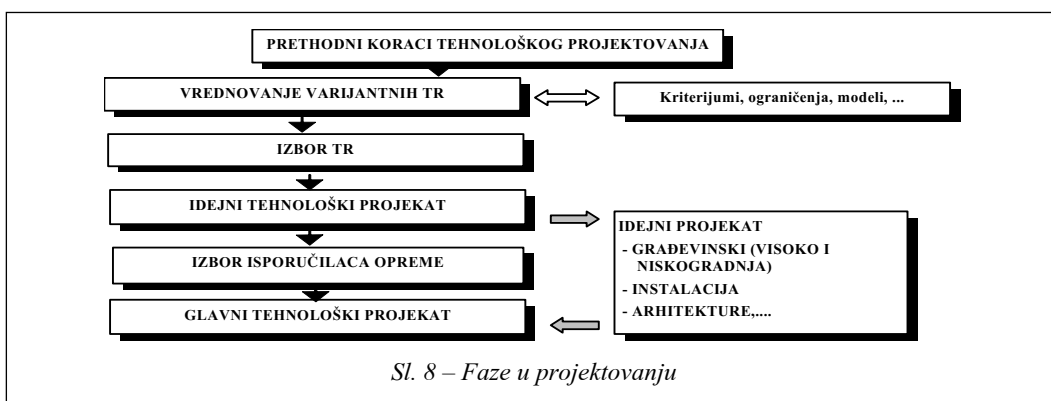 PRETHODNI KORACI TEHNOLOŠKOG PROJEKTOVANJA
VREDNOVANJE VARIJANTNIH TR
Kriterijumi, ograničenja, modeli, ...
IZBOR TR
IDEJNI TEHNOLOŠKI PROJEKAT
IDEJNI PROJEKAT
- GRAĐEVINSKI (VISOKO I
NISKOGRADNJA)
- INSTALACIJA
- ARHITEKTURE,....
IZBOR ISPORUČILACA OPREME
GLAVNI TEHNOLOŠKI PROJEKAT
Sl. 8 – Faze u projektovanju